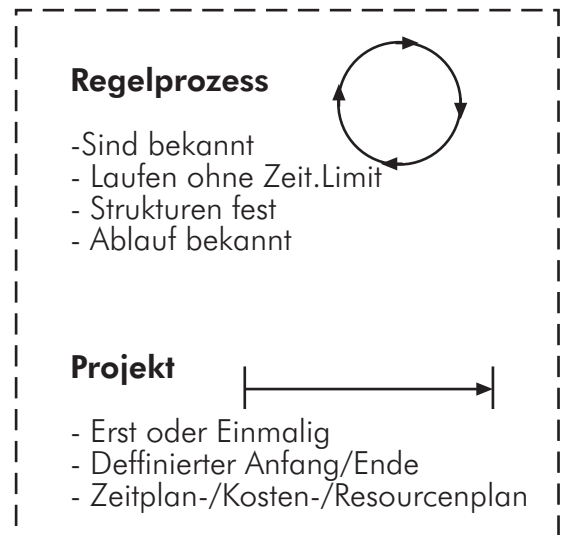 Regelprozess
-Sind bekannt
- Laufen ohne Zeit.Limit
- Strukturen fest
- Ablauf bekannt
Projekt
- Erst oder Einmalig
- Deffinierter Anfang/Ende
- Zeitplan-/Kosten-/Resourcenplan